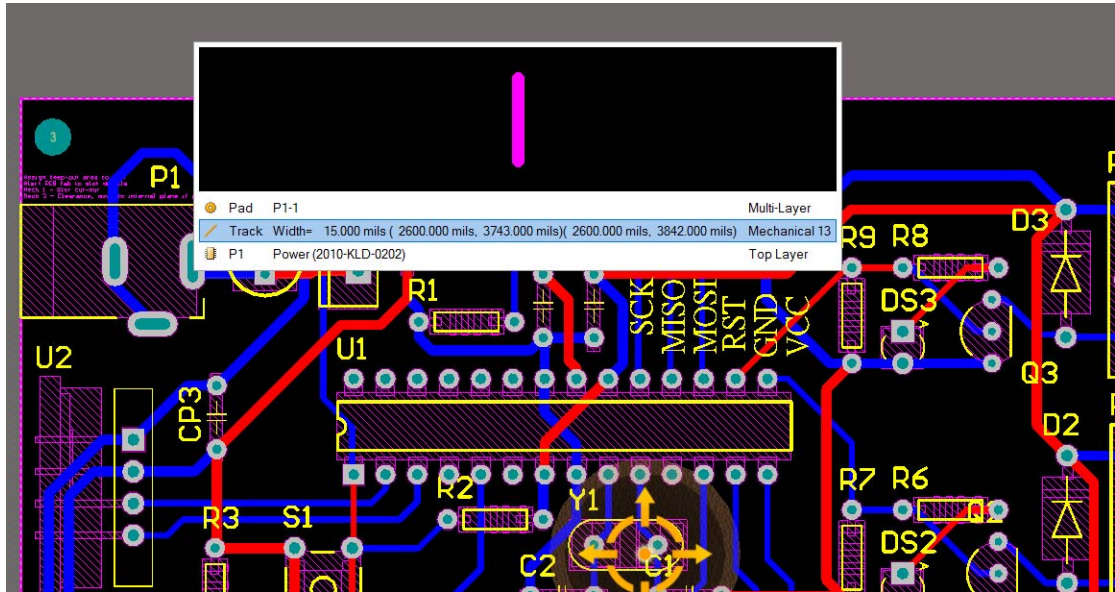 Pad P1-1 Multi-Layer
Track Width= 15.000 mils ( 2600.000 mils, 3743.000 mils)( 2600.000 mils, 3842.000 mils) Mechanical 13
P1 Power (2010-KLD-0202) Top Layer
3
P1
D3
R9 R8
R1
SCK
MISO
MOSI
RST
GND
VCC
DS3
A
U2
U1
Q3
CP3
D2
R2
Y1
R7 R6
R3
S1
DS2
A
C2
C1